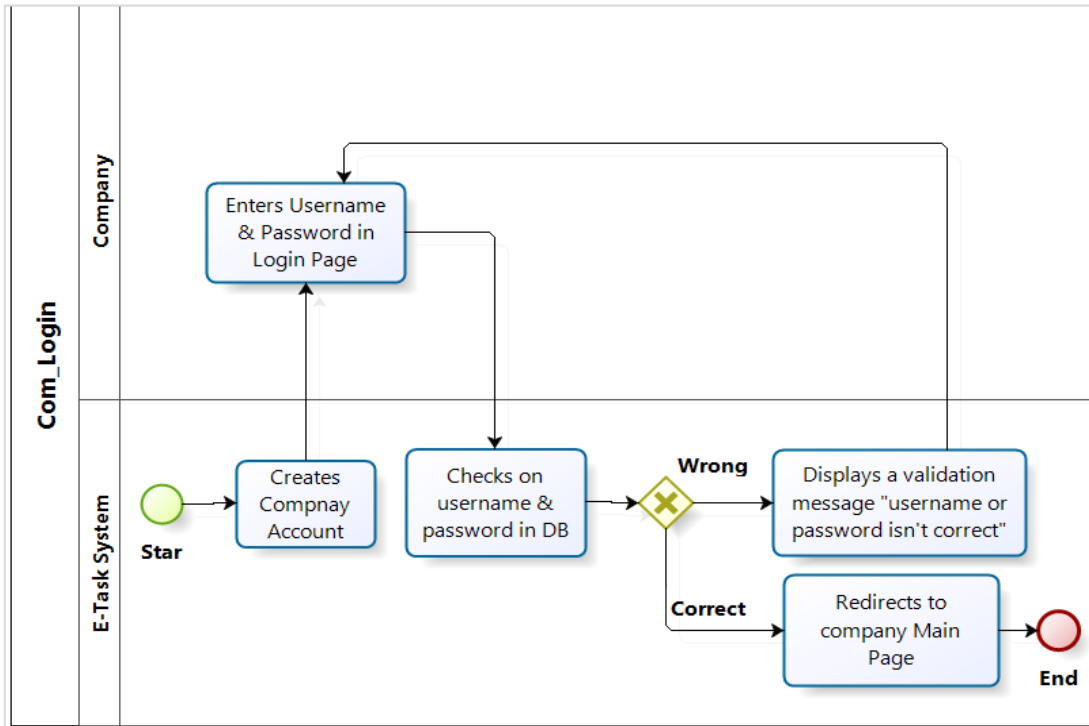 Com_Login
Company
Enters Username
& Password in
Login Page
E-Task System
Star
Creates
Compnay
Account
Checks on
username &
password in DB
Wrong
Displays a validation
message "username or
password isn't correct"
Correct
Redirects to
company Main
Page
End